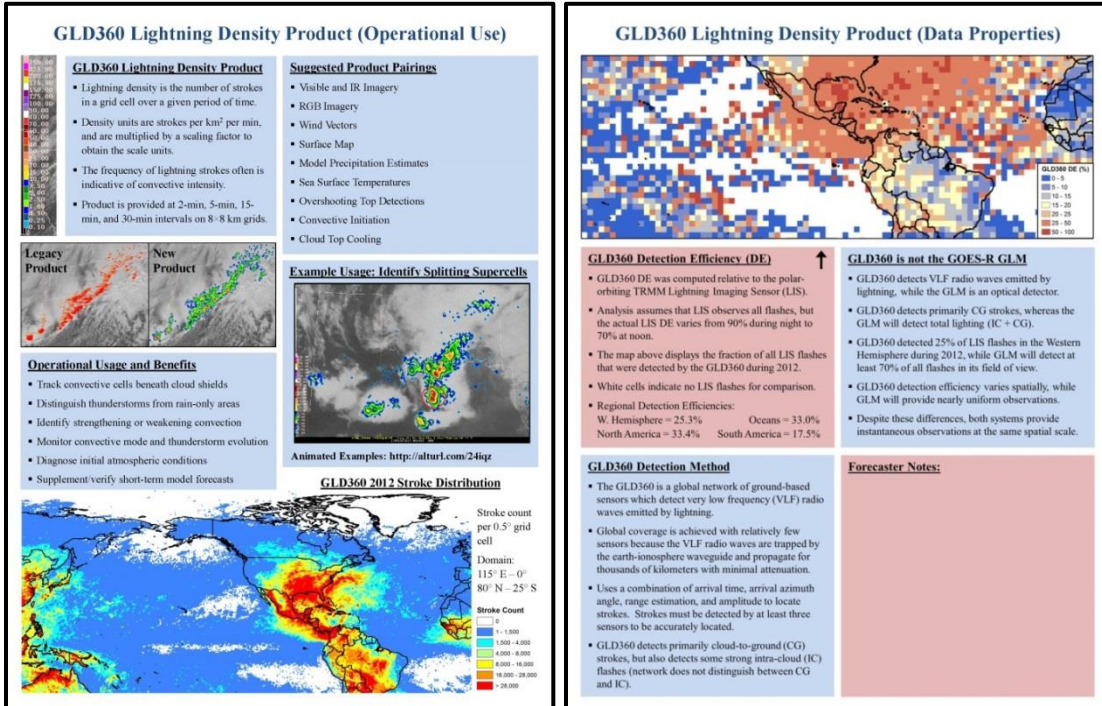 GLD360 Lightning Density Product (Operational Use)
GLD360 Lightning Density Product
▪ Lightning density is the number of strokes
in a grid cell over a given period of time.
▪ Density units are strokes per km² per min,
and are multiplied by a scaling factor to
obtain the scale units.
▪ The frequency of lightning strokes often is
indicative of convective intensity.
▪ Product is provided at 2-min, 5-min, 15-
min, and 30-min intervals on 8×8 km grids.
Legacy
Product
New
Product
Operational Usage and Benefits
▪ Track convective cells beneath cloud shields
▪ Distinguish thunderstorms from rain-only areas
▪ Identify strengthening or weakening convection
▪ Monitor convective mode and thunderstorm evolution
▪ Diagnose initial atmospheric conditions
▪ Supplement/verify short-term model forecasts
Suggested Product Pairings
▪ Visible and IR Imagery
▪ RGB Imagery
▪ Wind Vectors
▪ Surface Map
▪ Model Precipitation Estimates
▪ Sea Surface Temperatures
▪ Overshooting Top Detections
▪ Convective Initiation
▪ Cloud Top Cooling
Example Usage: Identify Splitting Supercells
Animated Examples: http://alturl.com/24iqz
GLD360 2012 Stroke Distribution
Stroke count
per 0.5° grid
cell
Domain:
115° E – 0°
80° N – 25° S
Stroke Count
0
1 - 1,500
1,500 - 4,000
4,000 - 8,000
8,000 - 16,000
16,000 - 28,000
> 28,000
GLD360 Lightning Density Product (Data Properties)
GLD360 DE (%)
0 - 5
5 - 10
10 - 15
15 - 20
20 - 25
25 - 50
50 - 100
GLD360 Detection Efficiency (DE)
▪ GLD360 DE was computed relative to the polar-
orbiting TRMM Lightning Imaging Sensor (LIS).
▪ Analysis assumes that LIS observes all flashes, but
the actual LIS DE varies from 90% during night to
70% at noon.
▪ The map above displays the fraction of all LIS flashes
that were detected by the GLD360 during 2012.
▪ White cells indicate no LIS flashes for comparison.
▪ Regional Detection Efficiencies:
W. Hemisphere = 25.3% Oceans = 33.0%
North America = 33.4% South America = 17.5%
GLD360 is not the GOES-R GLM
▪ GLD360 detects VLF radio waves emitted by
lightning, while the GLM is an optical detector.
▪ GLD360 detects primarily CG strokes, whereas the
GLM will detect total lighting (IC + CG).
▪ GLD360 detected 25% of LIS flashes in the Western
Hemisphere during 2012, while GLM will detect at
least 70% of all flashes in its field of view.
▪ GLD360 detection efficiency varies spatially, while
GLM will provide nearly uniform observations.
▪ Despite these differences, both systems provide
instantaneous observations at the same spatial scale.
GLD360 Detection Method
▪ The GLD360 is a global network of ground-based
sensors which detect very low frequency (VLF) radio
waves emitted by lightning.
▪ Global coverage is achieved with relatively few
sensors because the VLF radio waves are trapped by
the earth-ionosphere waveguide and propagate for
thousands of kilometers with minimal attenuation.
▪ Uses a combination of arrival time, arrival azimuth
angle, range estimation, and amplitude to locate
strokes. Strokes must be detected by at least three
sensors to be accurately located.
▪ GLD360 detects primarily cloud-to-ground (CG)
strokes, but also detects some strong intra-cloud (IC)
flashes (network does not distinguish between CG
and IC).
Forecaster Notes: